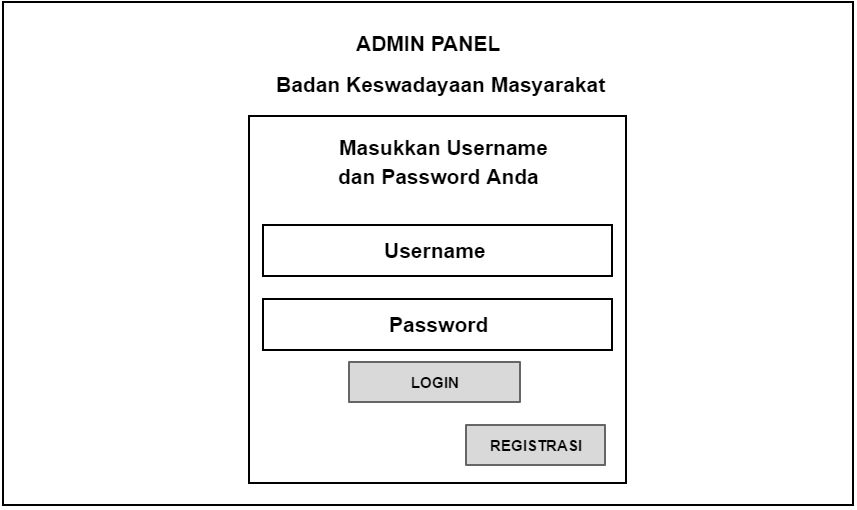 ADMIN PANEL
Badan Keswadayaan Masyarakat
Masukkan Username
dan Password Anda
Username
Password
LOGIN
REGISTRASI